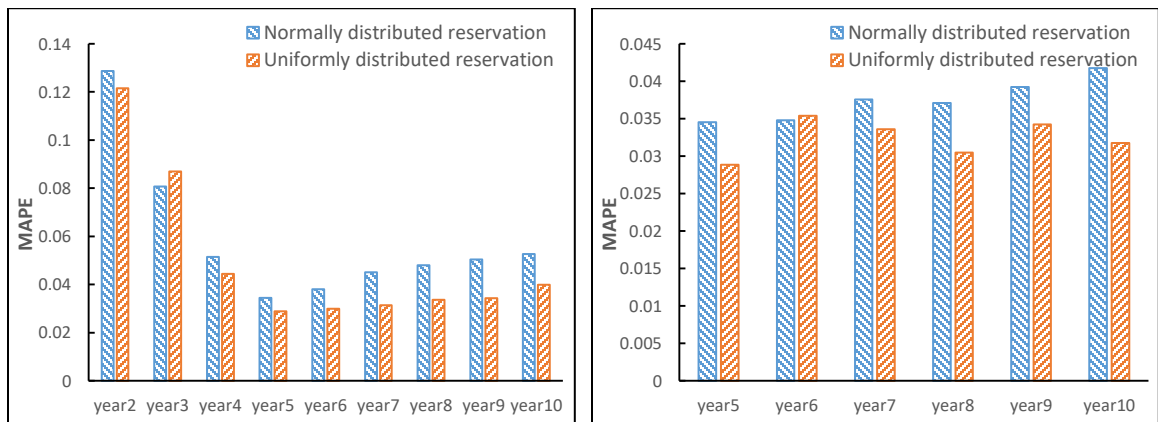 Normally distributed reservation
Uniformly distributed reservation
0.14
0.12
0.1
0.08
0.06
0.04
0.02
0
MAPE
year2 year3 year4 year5 year6 year7 year8 year9 year10
Normally distributed reservation
Uniformly distributed reservation
0.045
0.04
0.035
0.03
0.025
0.02
0.015
0.01
0.005
0
MAPE
year5 year6 year7 year8 year9 year10